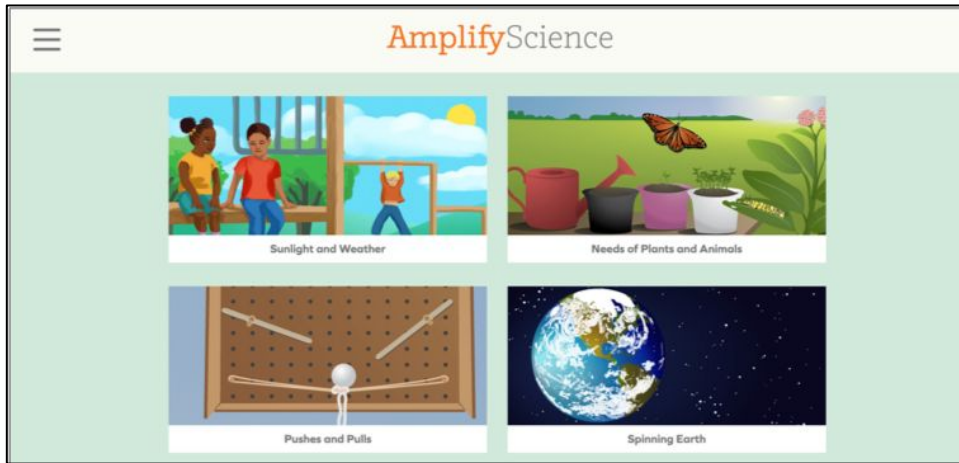 AmplifyScience
Sunlight and Weather
Needs of Plants and Animals
Pushes and Pulls
Spinning Earth